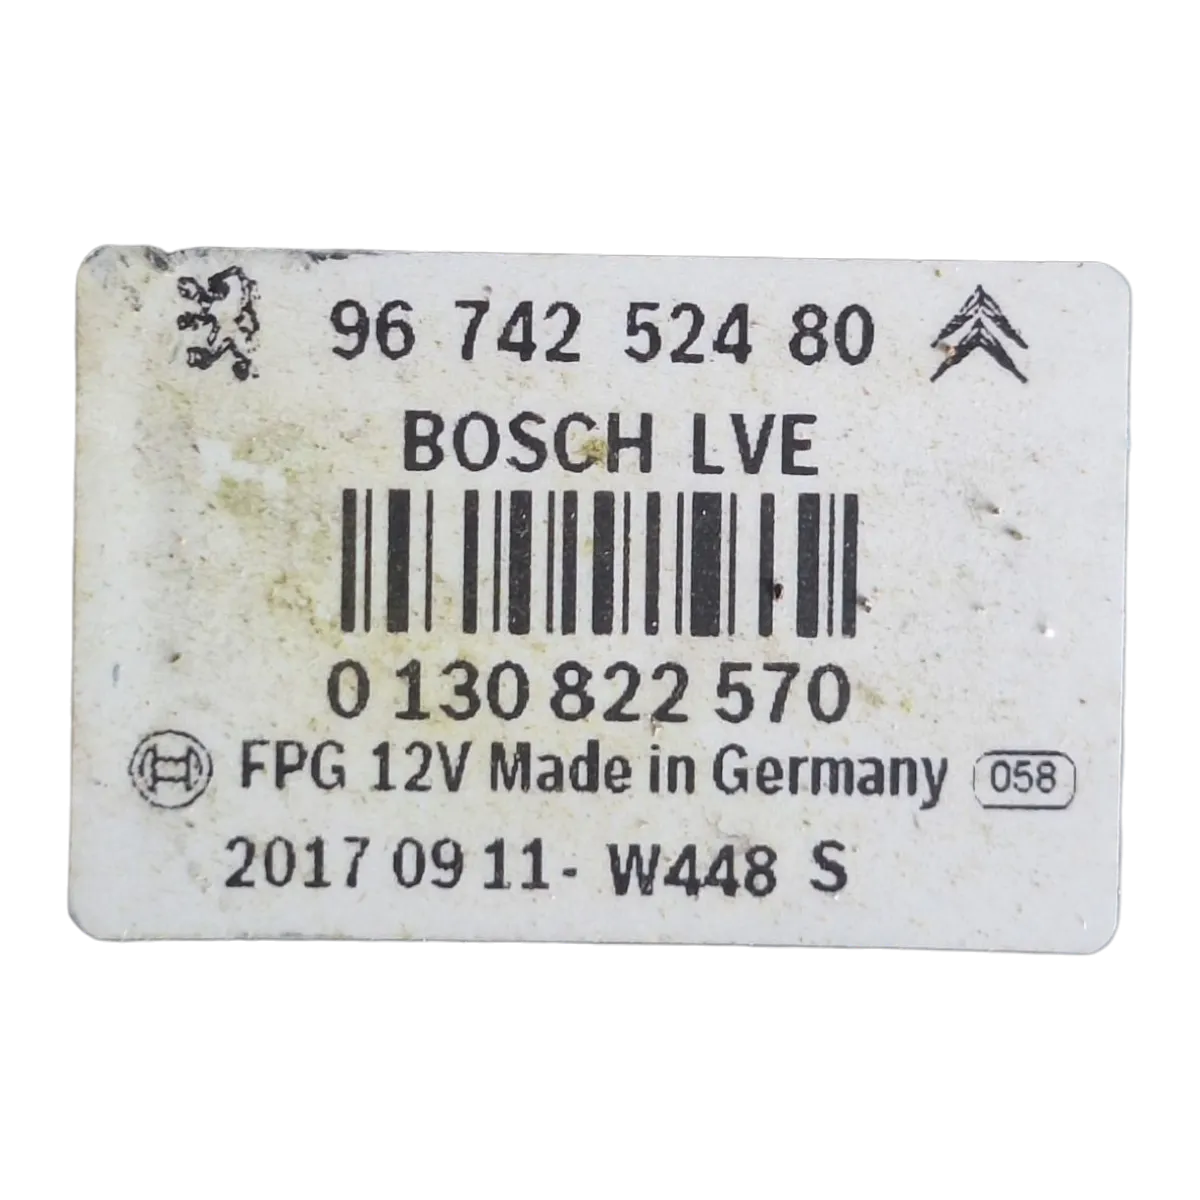 96 742 524 80
BOSCH LVE
0 130 822 570
FPG 12V Made in Germany 058
2017 09 11- W448 S